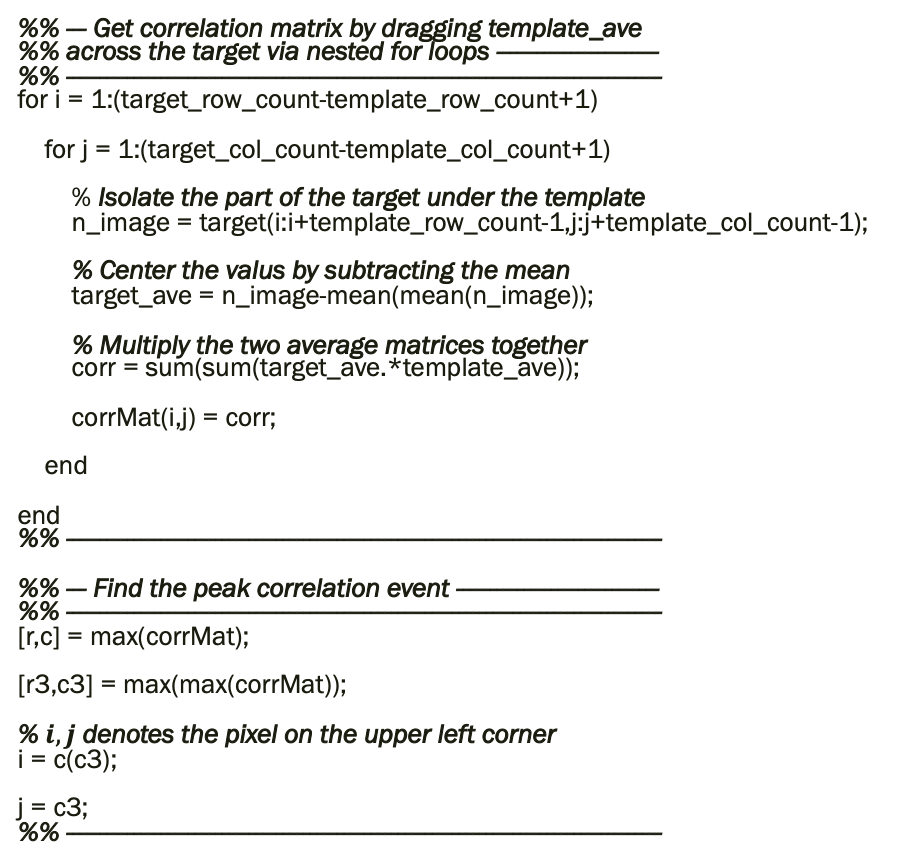 %% — Get correlation matrix by dragging template_ave
%% across the target via nested for loops ——————
%% ——————————————————————
for i = 1:(target_row_count-template_row_count+1)
for j = 1:(target_col_count-template_col_count+1)
% Isolate the part of the target under the template
n_image = target(i:i+template_row_count-1,j:j+template_col_count-1);
% Center the valus by subtracting the mean
target_ave = n_image-mean(mean(n_image));
% Multiply the two average matrices together
corr = sum(sum(target_ave.*template_ave));
corrMat(i,j) = corr;
end
end
%% ——————————————————————
%% — Find the peak correlation event ———————
%% ——————————————————————
[r,c] = max(corrMat);
[r3,c3] = max(max(corrMat));
% i, j denotes the pixel on the upper left corner
i = c(c3);
j = c3;
%% ——————————————————————